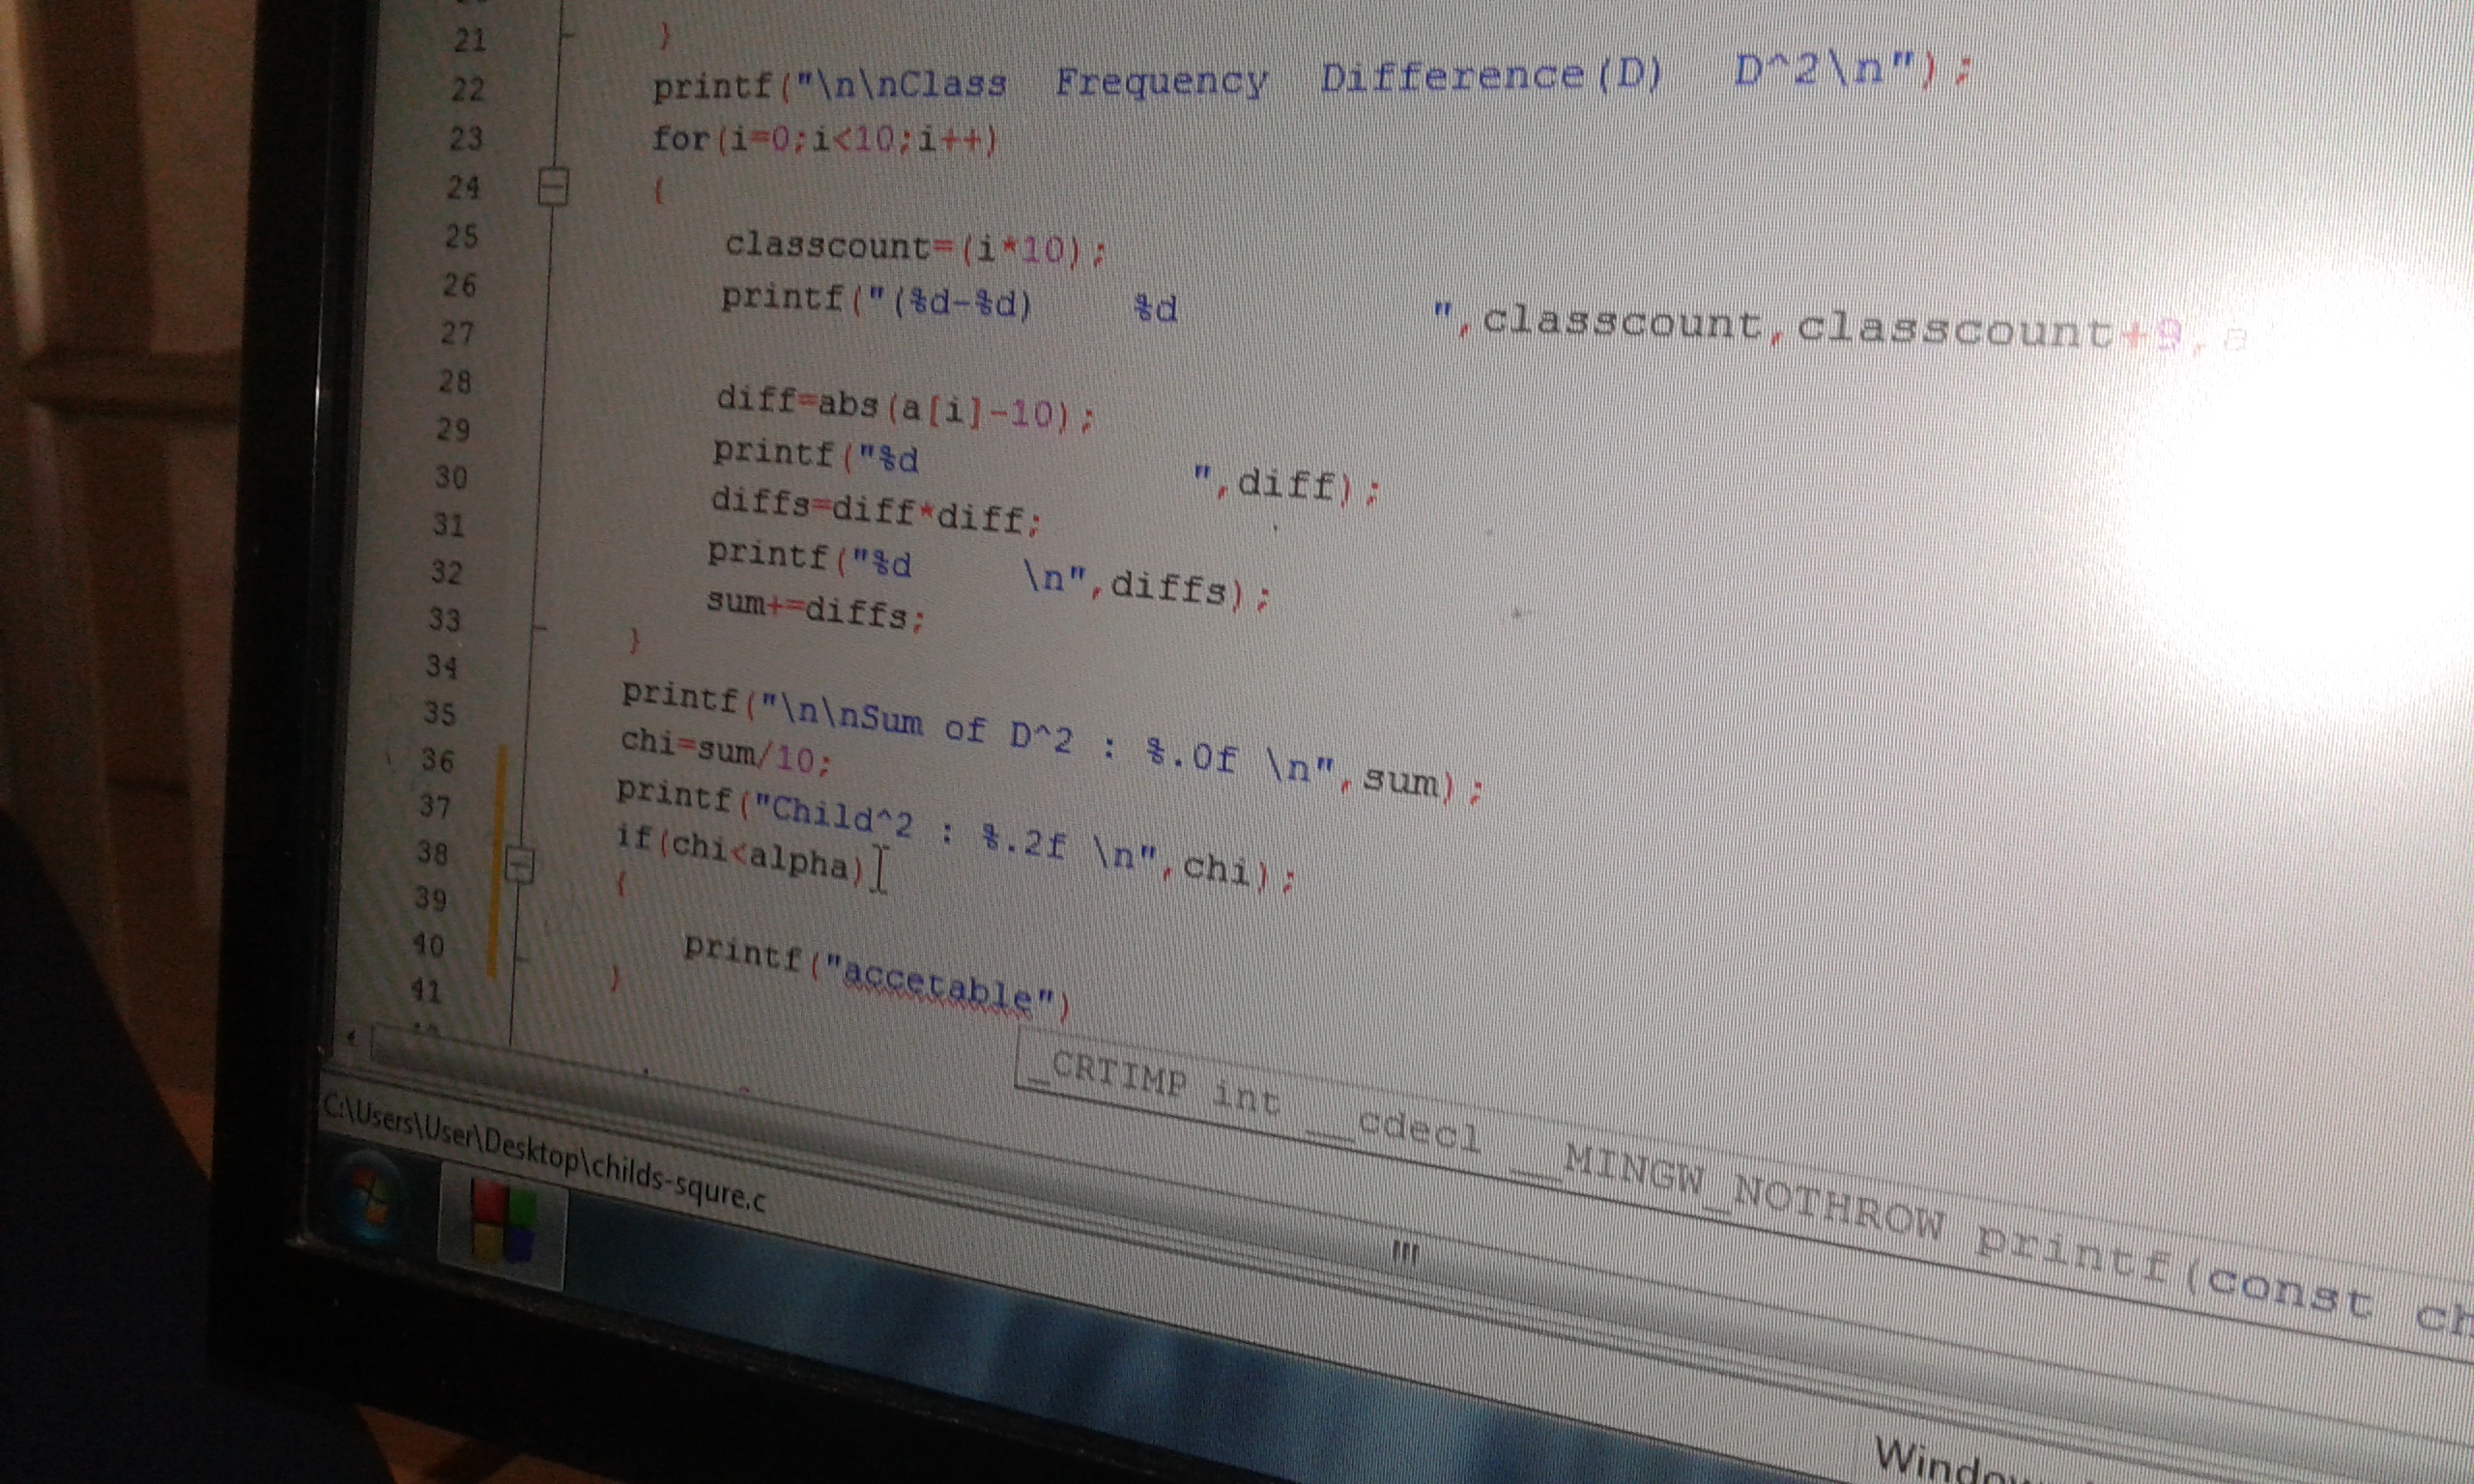 21 }
22 printf("\n\nClass  Frequency  Difference(D)   D^2\n");
23 for(i=0;i<10;i++)
24 {
25 classcount=(i*10);
26 printf("(%d-%d)    %d          ",classcount,classcount+9,a
27
28 diff=abs(a[i]-10);
29 printf("%d           ",diff);
30 diffs=diff*diff;
31 printf("%d    \n",diffs);
32 sum+=diffs;
33 }
34 printf("\n\nSum of D^2 : %.0f \n",sum);
35 chi=sum/10;
36 printf("Child^2 : %.2f \n",chi);
37 if(chi<alpha)
38 {
39 printf("accetable")
40 }
41
_CRTIMP int __cdecl __MINGW_NOTHROW printf(const ch
C:\Users\User\Desktop\childs-squre.c